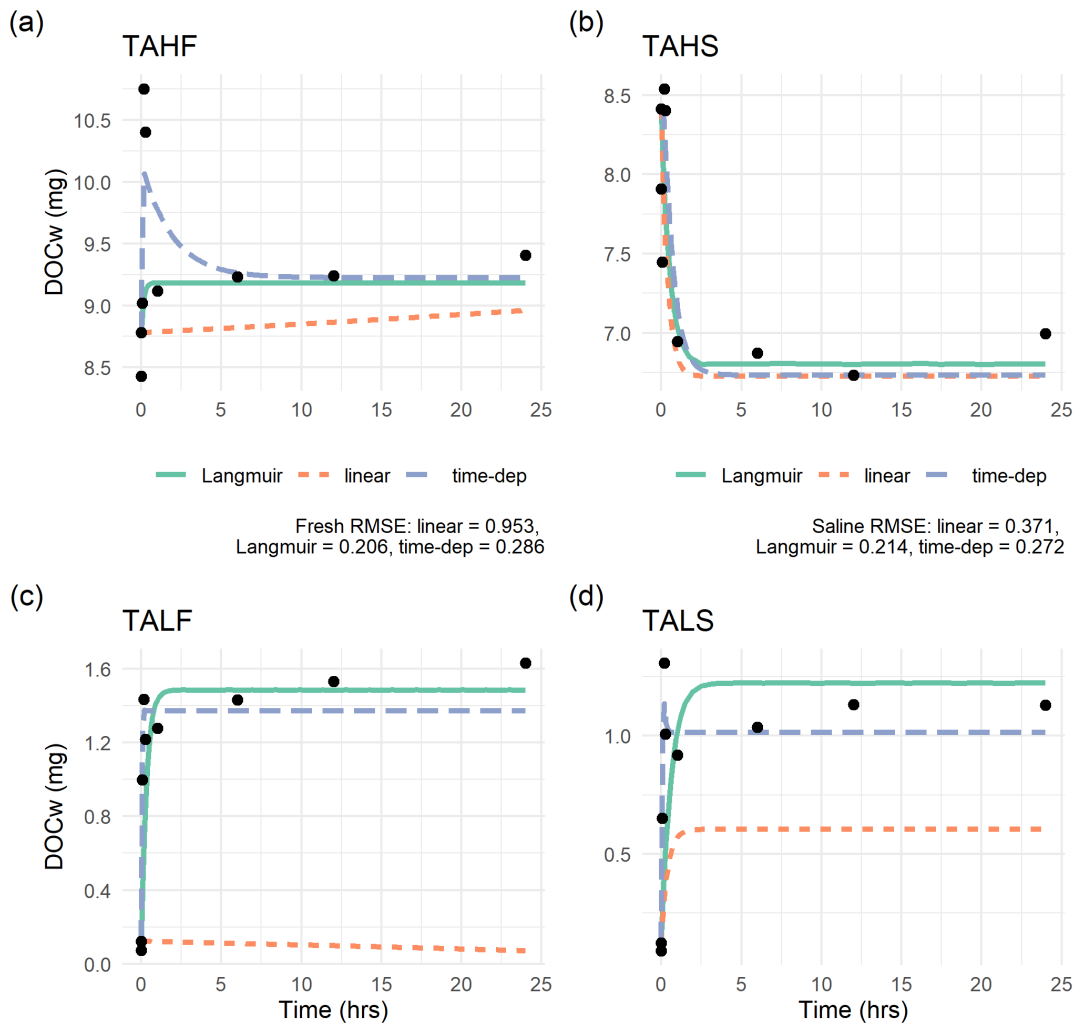 (a)
TAHF
DOCw (mg)
10.5
10.0
9.5
9.0
8.5
0 5 10 15 20 25
Langmuir linear time-dep
Fresh RMSE: linear = 0.953,
Langmuir = 0.206, time-dep = 0.286
(b)
TAHS
8.5
8.0
7.5
7.0
0 5 10 15 20 25
Langmuir linear time-dep
Saline RMSE: linear = 0.371,
Langmuir = 0.214, time-dep = 0.272
(c)
TALF
DOCw (mg)
1.6
1.2
0.8
0.4
0.0
0 5 10 15 20 25
Time (hrs)
(d)
TALS
1.0
0.5
0 5 10 15 20 25
Time (hrs)